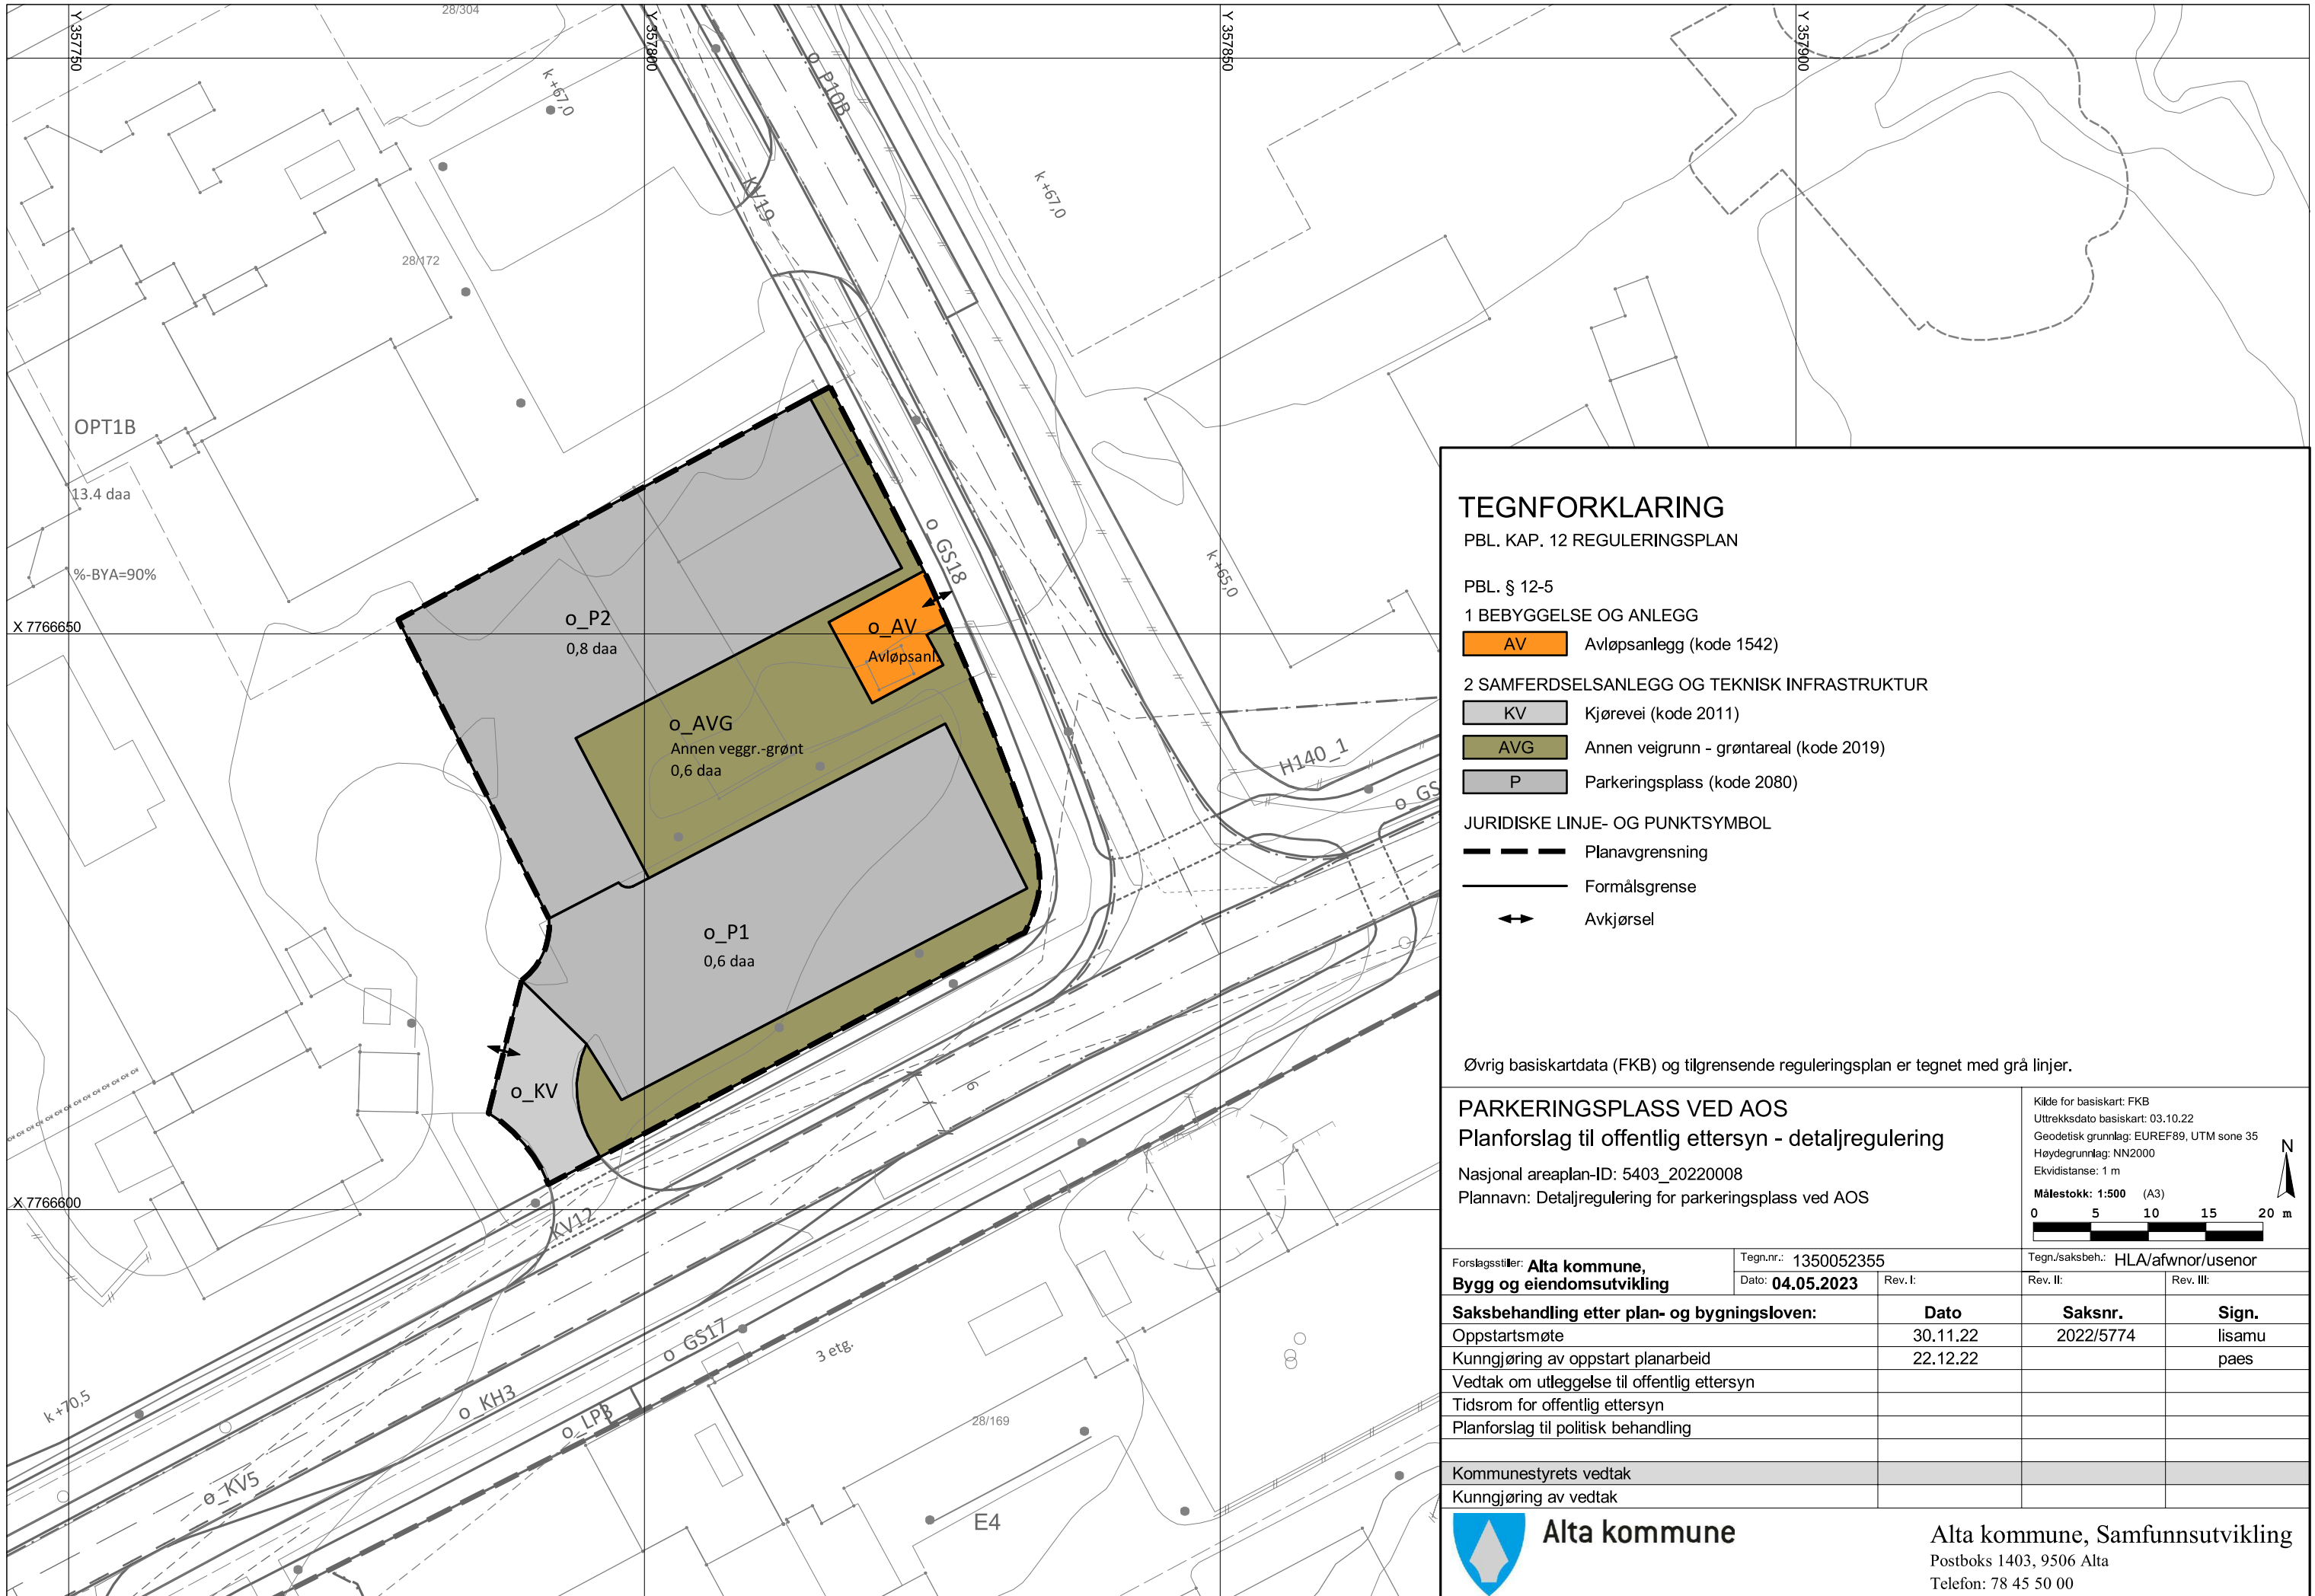 28/304
Y 357750
Y 357800
Y 357850
Y 357900
k +67,0
o_P10B
KV19
k +67,0
28/172
OPT1B
13.4 daa
%-BYA=90%
o_GS18
k +65,0
o_P2
0,8 daa
X 7766650
o_AV
Avløpsanl.
o_AVG
Annen veggr.-grønt
0,6 daa
H140_1
o_GS
o_P1
0,6 daa
o_KV
6
X 7766600
KV12
o_GS17
3 etg.
k +70,5
o_KH3
o_LP3
28/169
o_KV5
E4
TEGNFORKLARING
PBL. KAP. 12 REGULERINGSPLAN
PBL. § 12-5
1 BEBYGGELSE OG ANLEGG
AV Avløpsanlegg (kode 1542)
2 SAMFERDSELSANLEGG OG TEKNISK INFRASTRUKTUR
KV Kjørevei (kode 2011)
AVG Annen veigrunn - grøntareal (kode 2019)
P Parkeringsplass (kode 2080)
JURIDISKE LINJE- OG PUNKTSYMBOL
Planavgrensning
Formålsgrense
Avkjørsel
Øvrig basiskartdata (FKB) og tilgrensende reguleringsplan er tegnet med grå linjer.
PARKERINGSPLASS VED AOS
Planforslag til offentlig ettersyn - detaljregulering
Nasjonal areaplan-ID: 5403_20220008
Plannavn: Detaljregulering for parkeringsplass ved AOS
Kilde for basiskart: FKB
Uttrekksdato basiskart: 03.10.22
Geodetisk grunnlag: EUREF89, UTM sone 35
Høydegrunnlag: NN2000
Ekvidistanse: 1 m
N
Målestokk: 1:500 (A3)
0 5 10 15 20 m
Forslagsstiller: Alta kommune,
Bygg og eiendomsutvikling
Tegn.nr.: 1350052355
Tegn./saksbeh.: HLA/afwnor/usenor
Dato: 04.05.2023 Rev. I: Rev. II: Rev. III:
Saksbehandling etter plan- og bygningsloven: Dato Saksnr. Sign.
Oppstartsmøte 30.11.22 2022/5774 lisamu
Kunngjøring av oppstart planarbeid 22.12.22 paes
Vedtak om utleggelse til offentlig ettersyn
Tidsrom for offentlig ettersyn
Planforslag til politisk behandling
Kommunestyrets vedtak
Kunngjøring av vedtak
Alta kommune
Alta kommune, Samfunnsutvikling
Postboks 1403, 9506 Alta
Telefon: 78 45 50 00